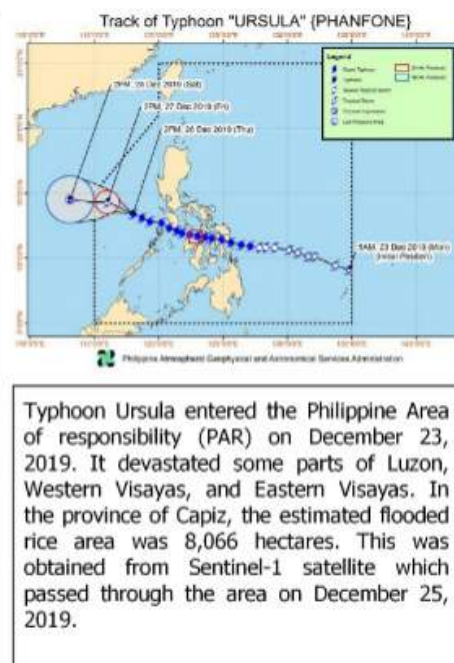 Track of Typhoon "URSULA" {PHANFONE}
Legend
2PM, 28 Dec 2019 (Sat)
2PM, 27 Dec 2019 (Fri)
2PM, 26 Dec 2019 (Thu)
5AM, 23 Dec 2019 (Mon)
(Initial Position)
Philippine Atmospheric Geophysical and Astronomical Services Administration
Typhoon Ursula entered the Philippine Area
of responsibility (PAR) on December 23,
2019. It devastated some parts of Luzon,
Western Visayas, and Eastern Visayas. In
the province of Capiz, the estimated flooded
rice area was 8,066 hectares. This was
obtained from Sentinel-1 satellite which
passed through the area on December 25,
2019.